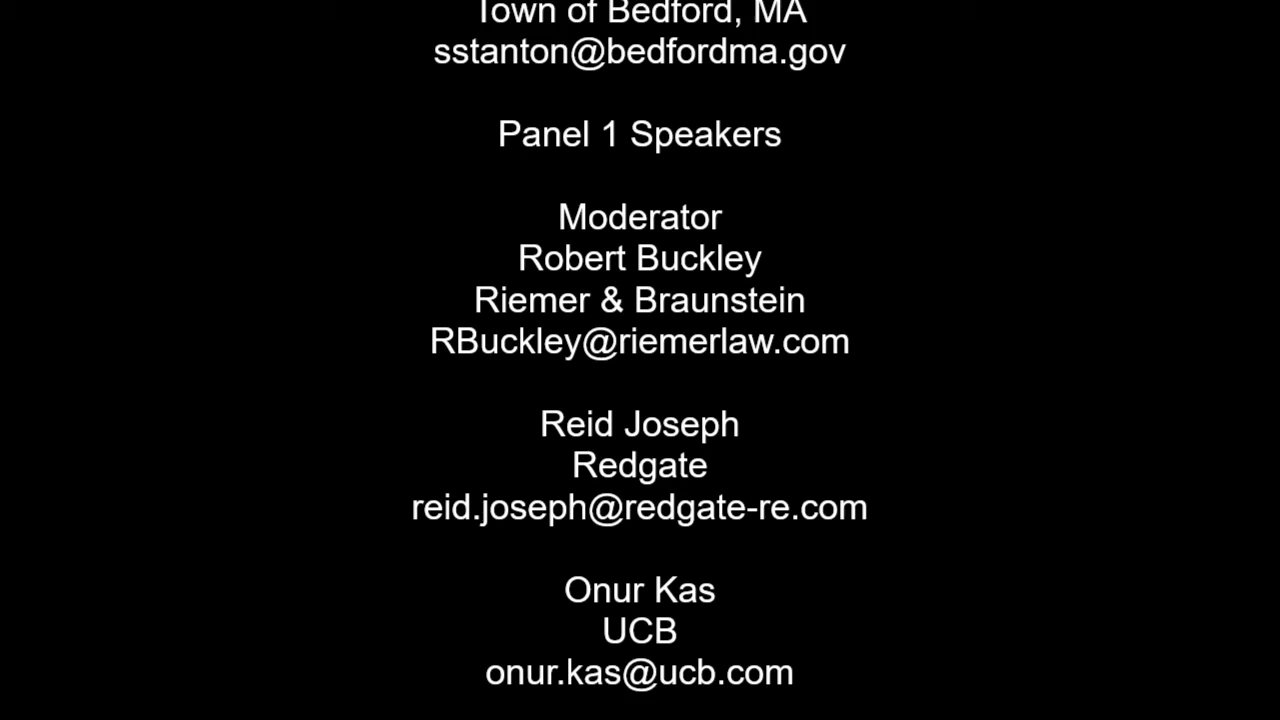 Town of Bedford, MA
sstanton@bedfordma.gov
Panel 1 Speakers
Moderator
Robert Buckley
Riemer & Braunstein
RBuckley@riemerlaw.com
Reid Joseph
Redgate
reid.joseph@redgate-re.com
Onur Kas
UCB
onur.kas@ucb.com